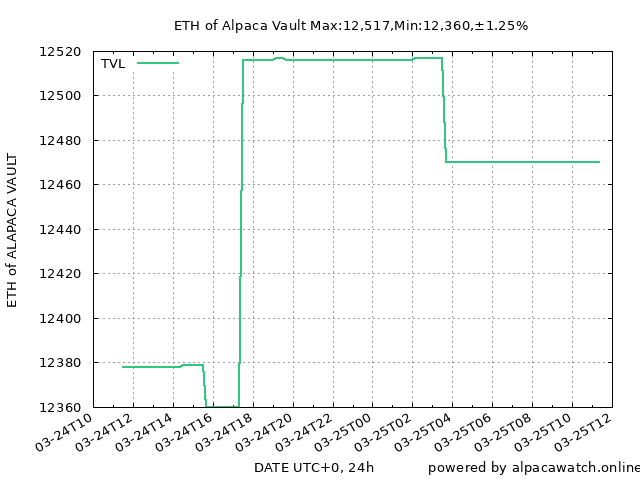 ETH of Alpaca Vault Max:12,517,Min:12,360,±1.25%
TVL
12520
12500
12480
12460
12440
12420
12400
12380
12360
ETH of ALAPACA VAULT
03-24T10
03-24T12
03-24T14
03-24T16
03-24T18
03-24T20
03-24T22
03-25T00
03-25T02
03-25T04
03-25T06
03-25T08
03-25T10
03-25T12
DATE UTC+0, 24h
powered by alpacawatch.online